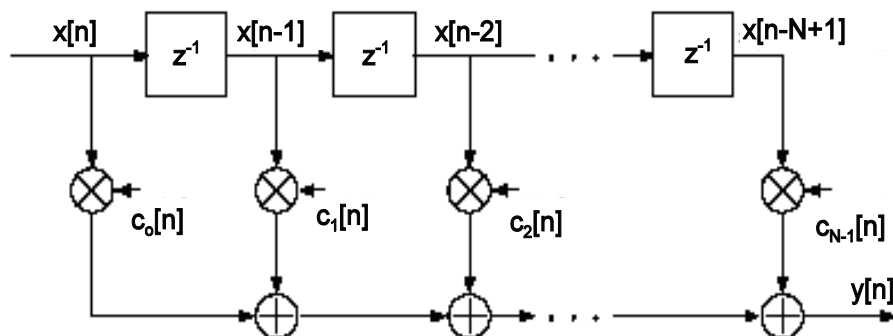 x[n]
z-1
x[n-1]
z-1
x[n-2]
z-1
x[n-N+1]
co[n]
c1[n]
c2[n]
cN-1[n]
y[n]